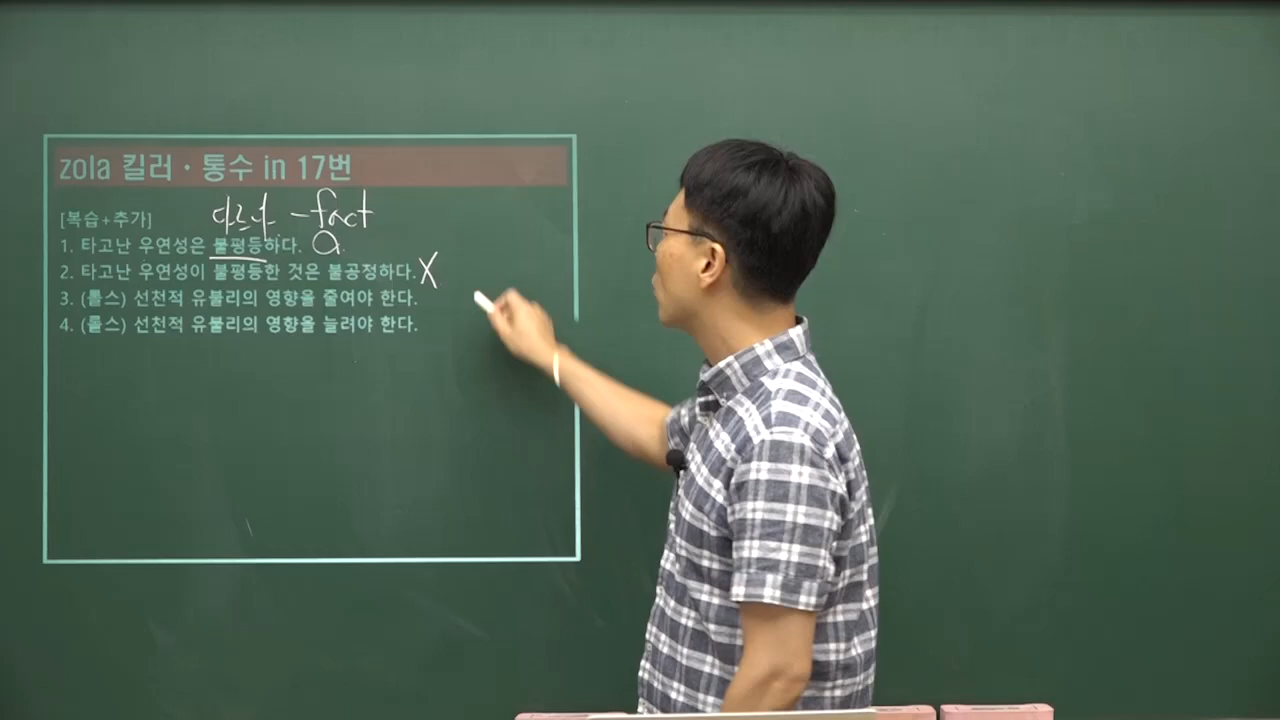 zola 킬러·통수 in 17번
다르다 - fact
[복습+추가]
1. 타고난 우연성은 불평등하다. O
2. 타고난 우연성이 불평등한 것은 불공정하다. X
3. (롤스) 선천적 유불리의 영향을 줄여야 한다.
4. (롤스) 선천적 유불리의 영향을 늘려야 한다.